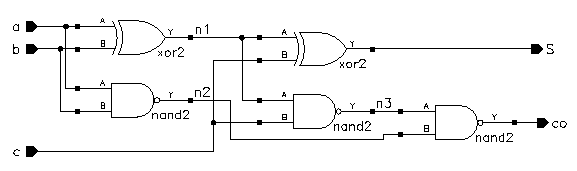 a A Y n1 A Y
b B xor2 B xor2 S
A Y n2 A Y n3 A Y
B nand2 B nand2 B nand2 co
c